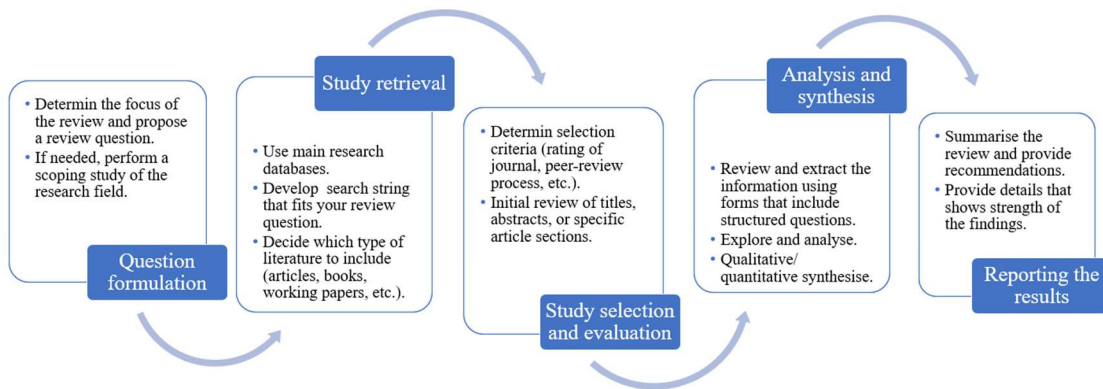 • Determin the focus of
the review and propose
a review question.
• If needed, perform a
scoping study of the
research field.
Question
formulation
Study retrieval
• Use main research
databases.
• Develop search string
that fits your review
question.
• Decide which type of
literature to include
(articles, books,
working papers, etc.).
• Determin selection
criteria (rating of
journal, peer-review
process, etc.).
• Initial review of titles,
abstracts, or specific
article sections.
Study selection
and evaluation
Analysis and
synthesis
• Review and extract the
information using
forms that include
structured questions.
• Explore and analyse.
• Qualitative/
quantitative synthesise.
• Summarise the
review and provide
recommendations.
• Provide details that
shows strength of
the findings.
Reporting the
results